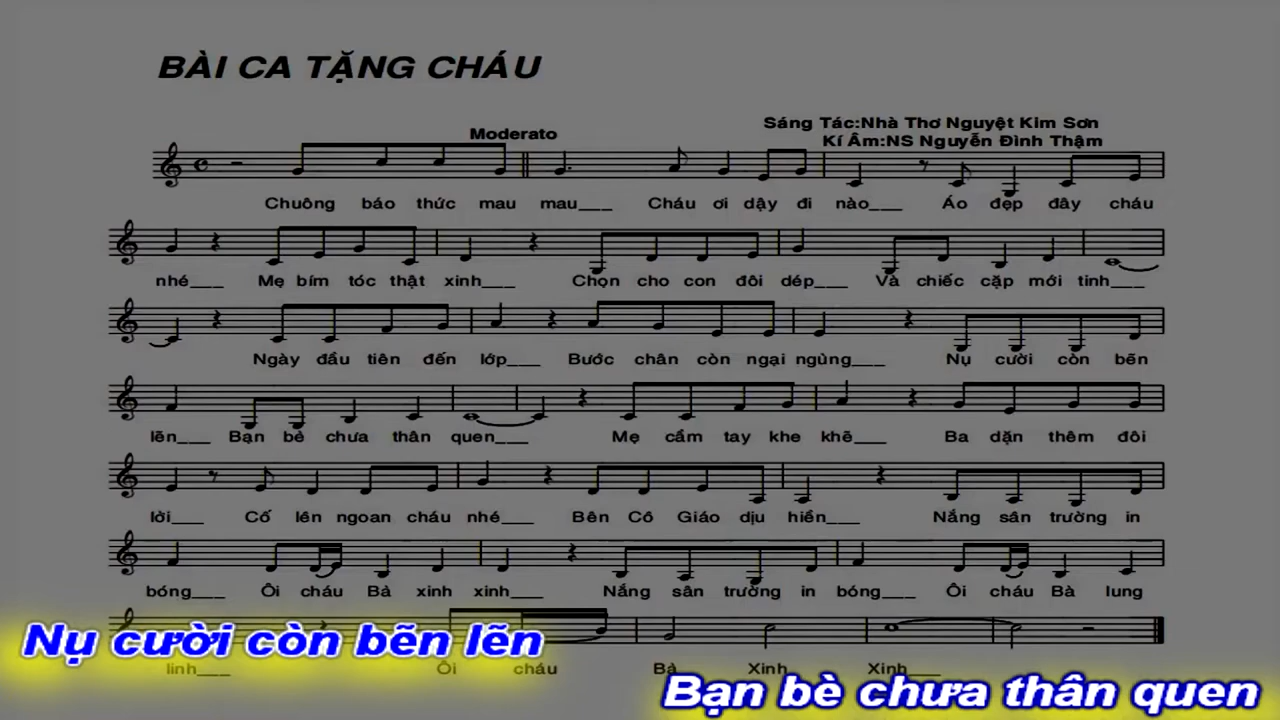 BÀI CA TẶNG CHÁU
Moderato
Sáng Tác:Nhà Thơ Nguyệt Kim Sơn
Kí Âm:NS Nguyễn Đình Thậm
Chuông báo thức mau mau___ Cháu ơi dậy đi nào___ Áo đẹp đây cháu
nhé___ Mẹ bím tóc thật xinh___ Chọn cho con đôi dép___ Và chiếc cặp mới tinh___
Ngày đầu tiên đến lớp___ Bước chân còn ngại ngùng___ Nụ cười còn bẽn
lẽn___ Bạn bè chưa thân quen___ Mẹ cầm tay khe khẽ___ Ba dặn thêm đôi
lời___ Cố lên ngoan cháu nhé___ Bên Cô Giáo dịu hiền___ Nắng sân trường in
bóng___ Ôi cháu Bà xinh xinh___ Nắng sân trường in bóng___ Ôi cháu Bà lung
linh___ Ôi cháu Bà Xinh Xinh___
Nụ cười còn bẽn lẽn
Bạn bè chưa thân quen